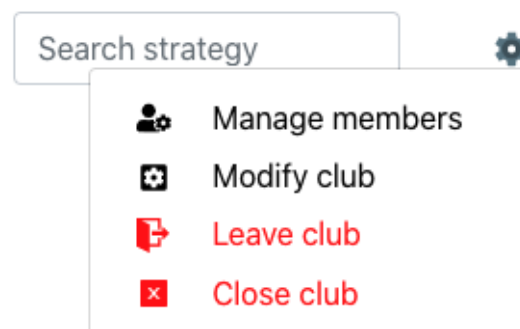 Search strategy
Manage members
Modify club
Leave club
Close club